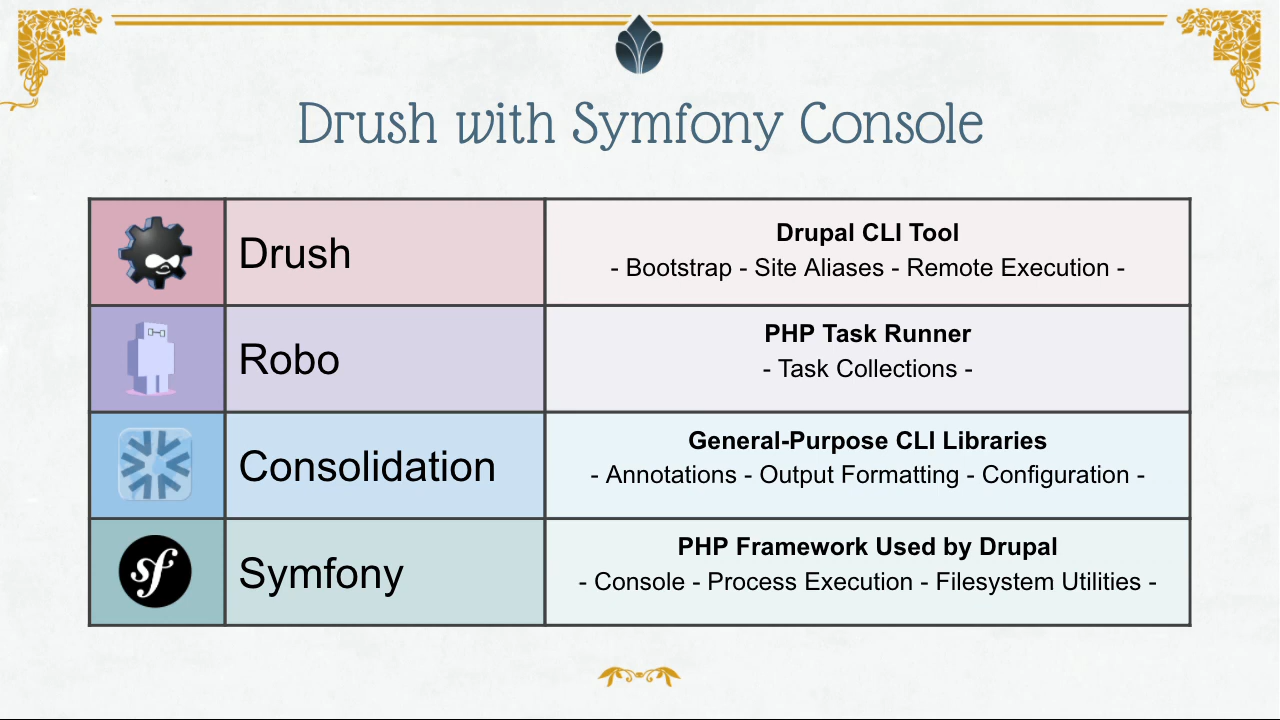 Drush with Symfony Console
Drush
Drupal CLI Tool
- Bootstrap - Site Aliases - Remote Execution -
Robo
PHP Task Runner
- Task Collections -
Consolidation
General-Purpose CLI Libraries
- Annotations - Output Formatting - Configuration -
sf
Symfony
PHP Framework Used by Drupal
- Console - Process Execution - Filesystem Utilities -